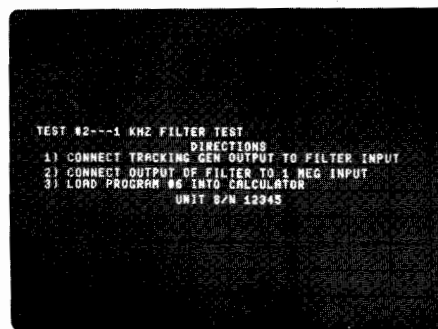 TEST #2---1 KHZ FILTER TEST
DIRECTIONS
1) CONNECT TRACKING GEN OUTPUT TO FILTER INPUT
2) CONNECT OUTPUT OF FILTER TO 1 MEG INPUT
3) LOAD PROGRAM #6 INTO CALCULATOR
UNIT S/N 12345